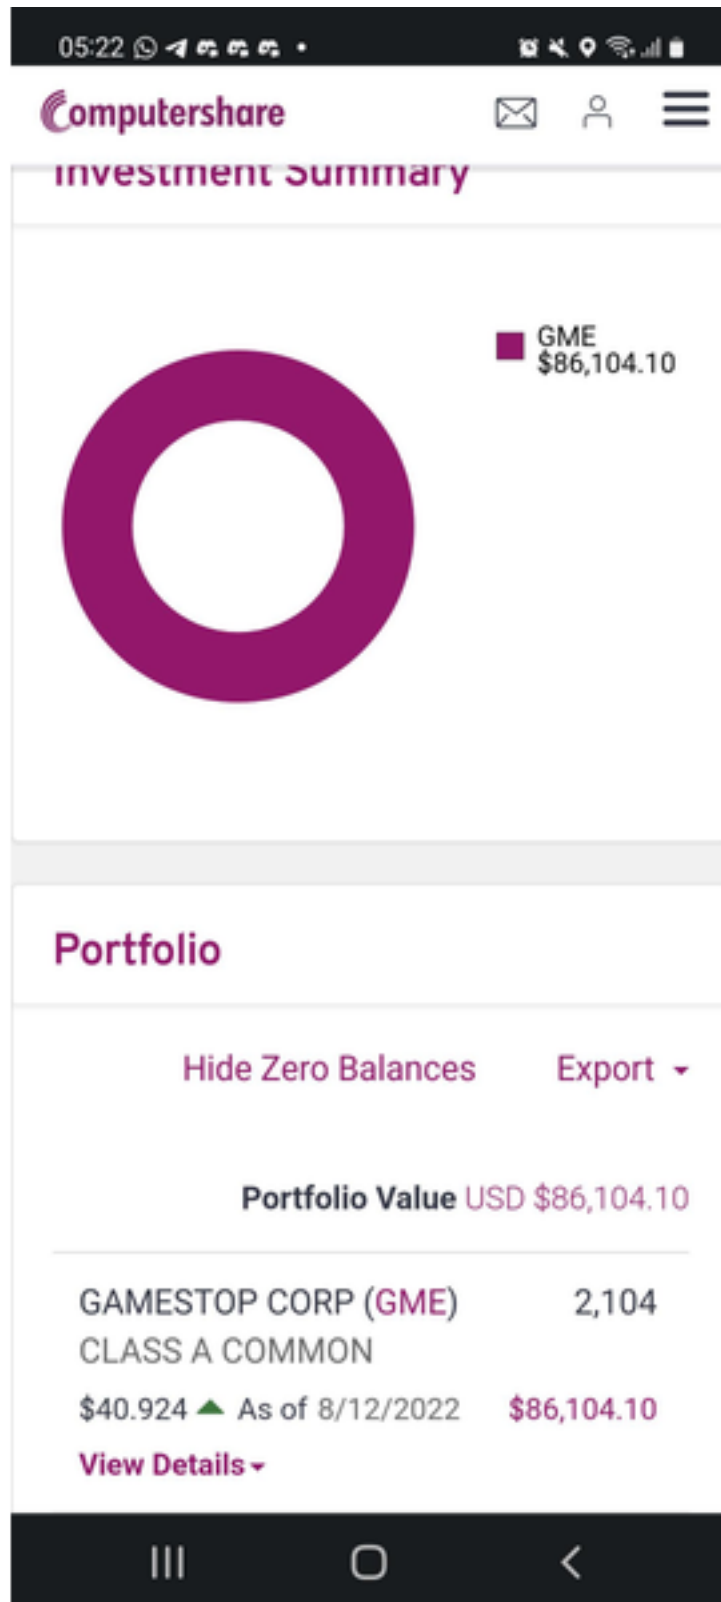 05:22
Computershare
Investment Summary
GME
$86,104.10
Portfolio
Hide Zero Balances Export
Portfolio Value USD $86,104.10
GAMESTOP CORP (GME) 2,104
CLASS A COMMON
$40.924 As of 8/12/2022 $86,104.10
View Details